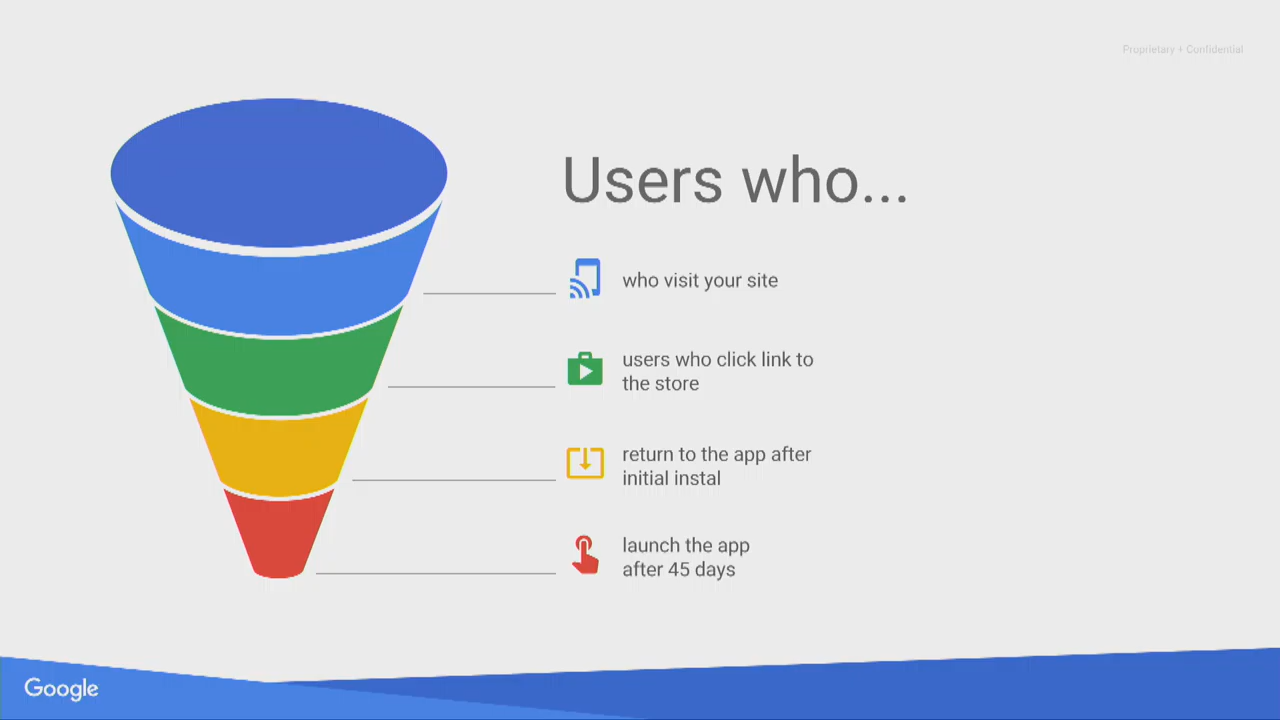 Proprietary + Confidential
Users who...
who visit your site
users who click link to
the store
return to the app after
initial instal
launch the app
after 45 days
Google